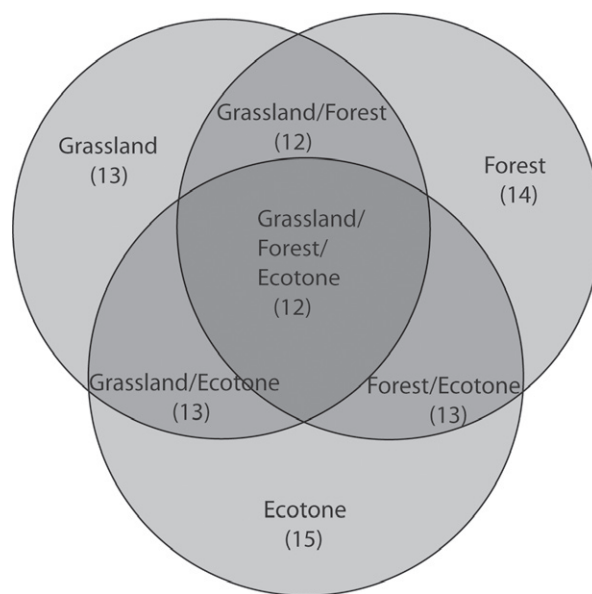 Grassland/Forest
(12)
Grassland
(13)
Forest
(14)
Grassland/
Forest/
Ecotone
(12)
Grassland/Ecotone
(13)
Forest/Ecotone
(13)
Ecotone
(15)